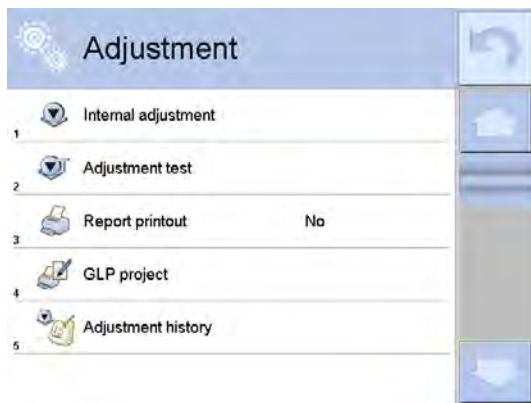 Adjustment
1 Internal adjustment
2 Adjustment test
3 Report printout No
4 GLP project
5 Adjustment history